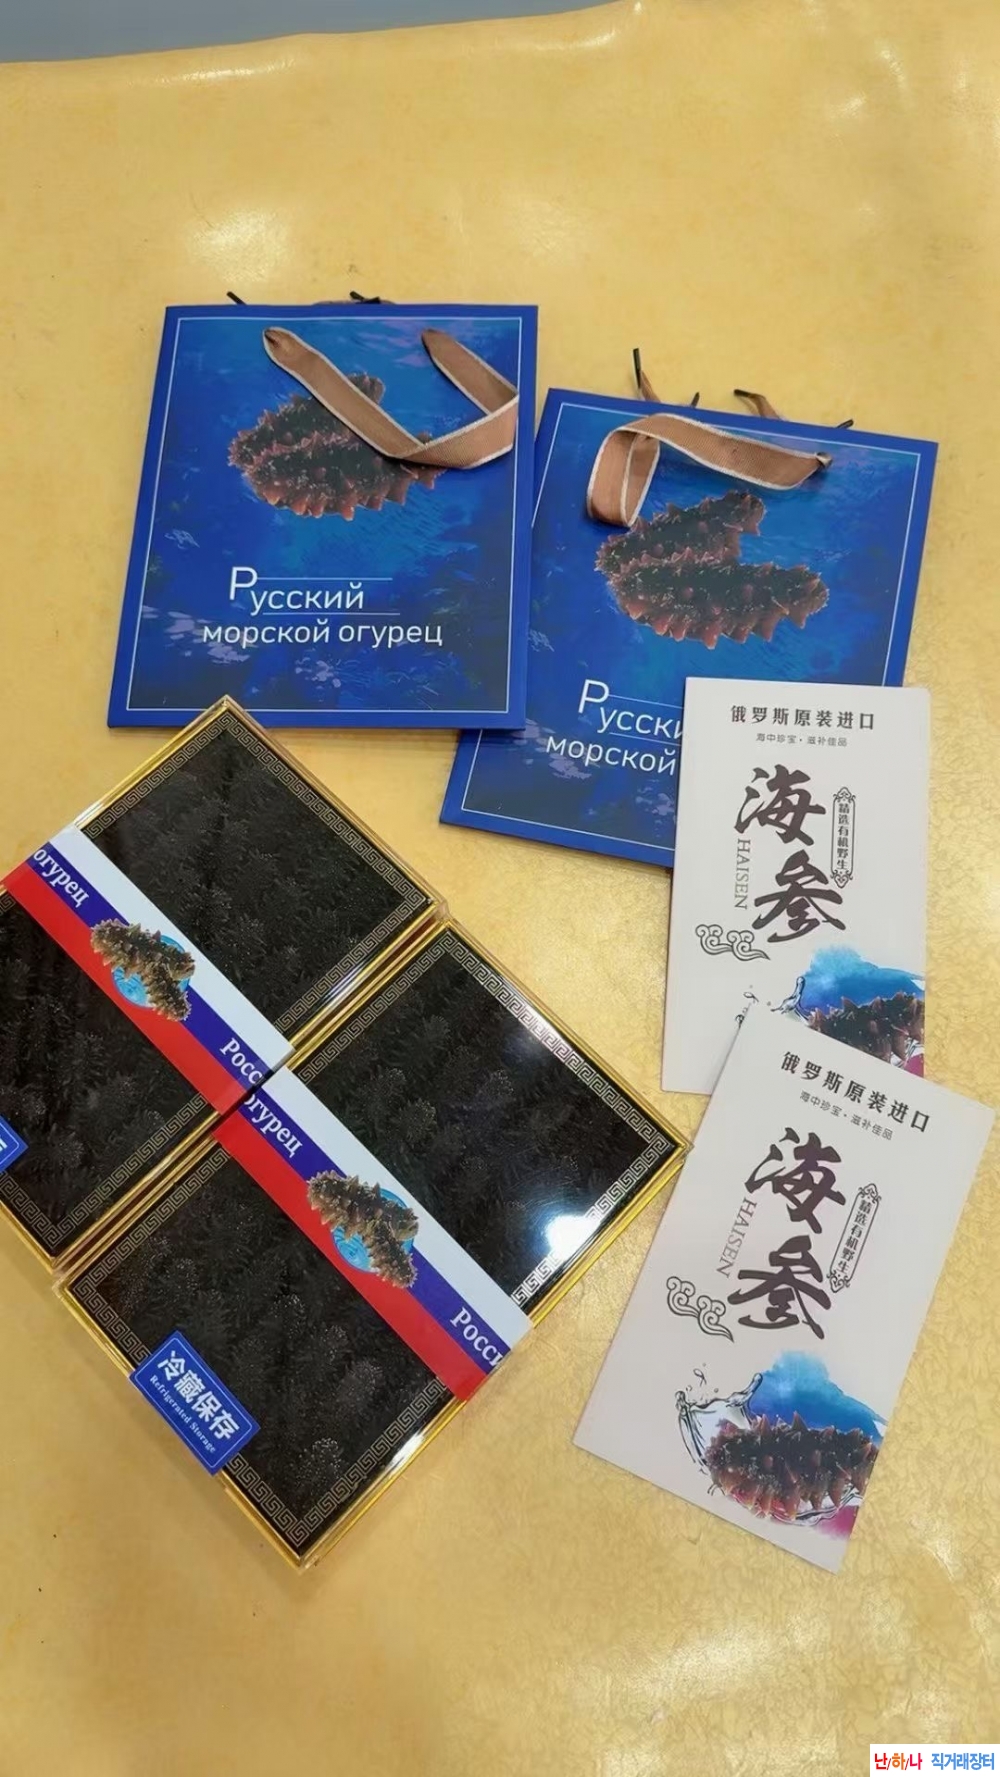 Русский
морской огурец
Русски
морской
俄罗斯原装进口
海中珍宝·滋补佳品
海参
HAISEN
精选有机野生
огурец
Росс
огурец
Росси
冷藏保存
Refrigerated Storage
俄罗斯原装进口
海中珍宝·滋补佳品
海参
HAISEN
精选有机野生
난/하/나 직거래장터